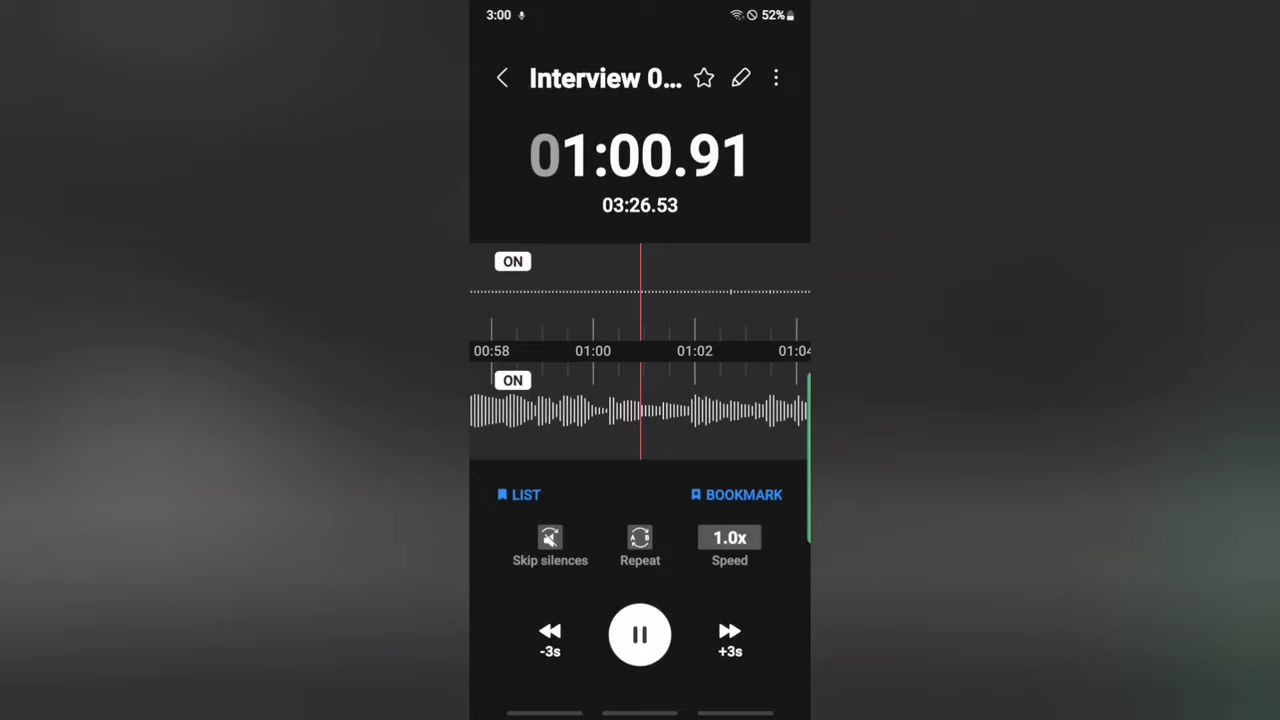 3:00 52%
Interview 0...
01:00.91
03:26.53
ON
00:58 01:00 01:02 01:04
ON
LIST BOOKMARK
1.0x
Skip silences Repeat Speed
-3s +3s